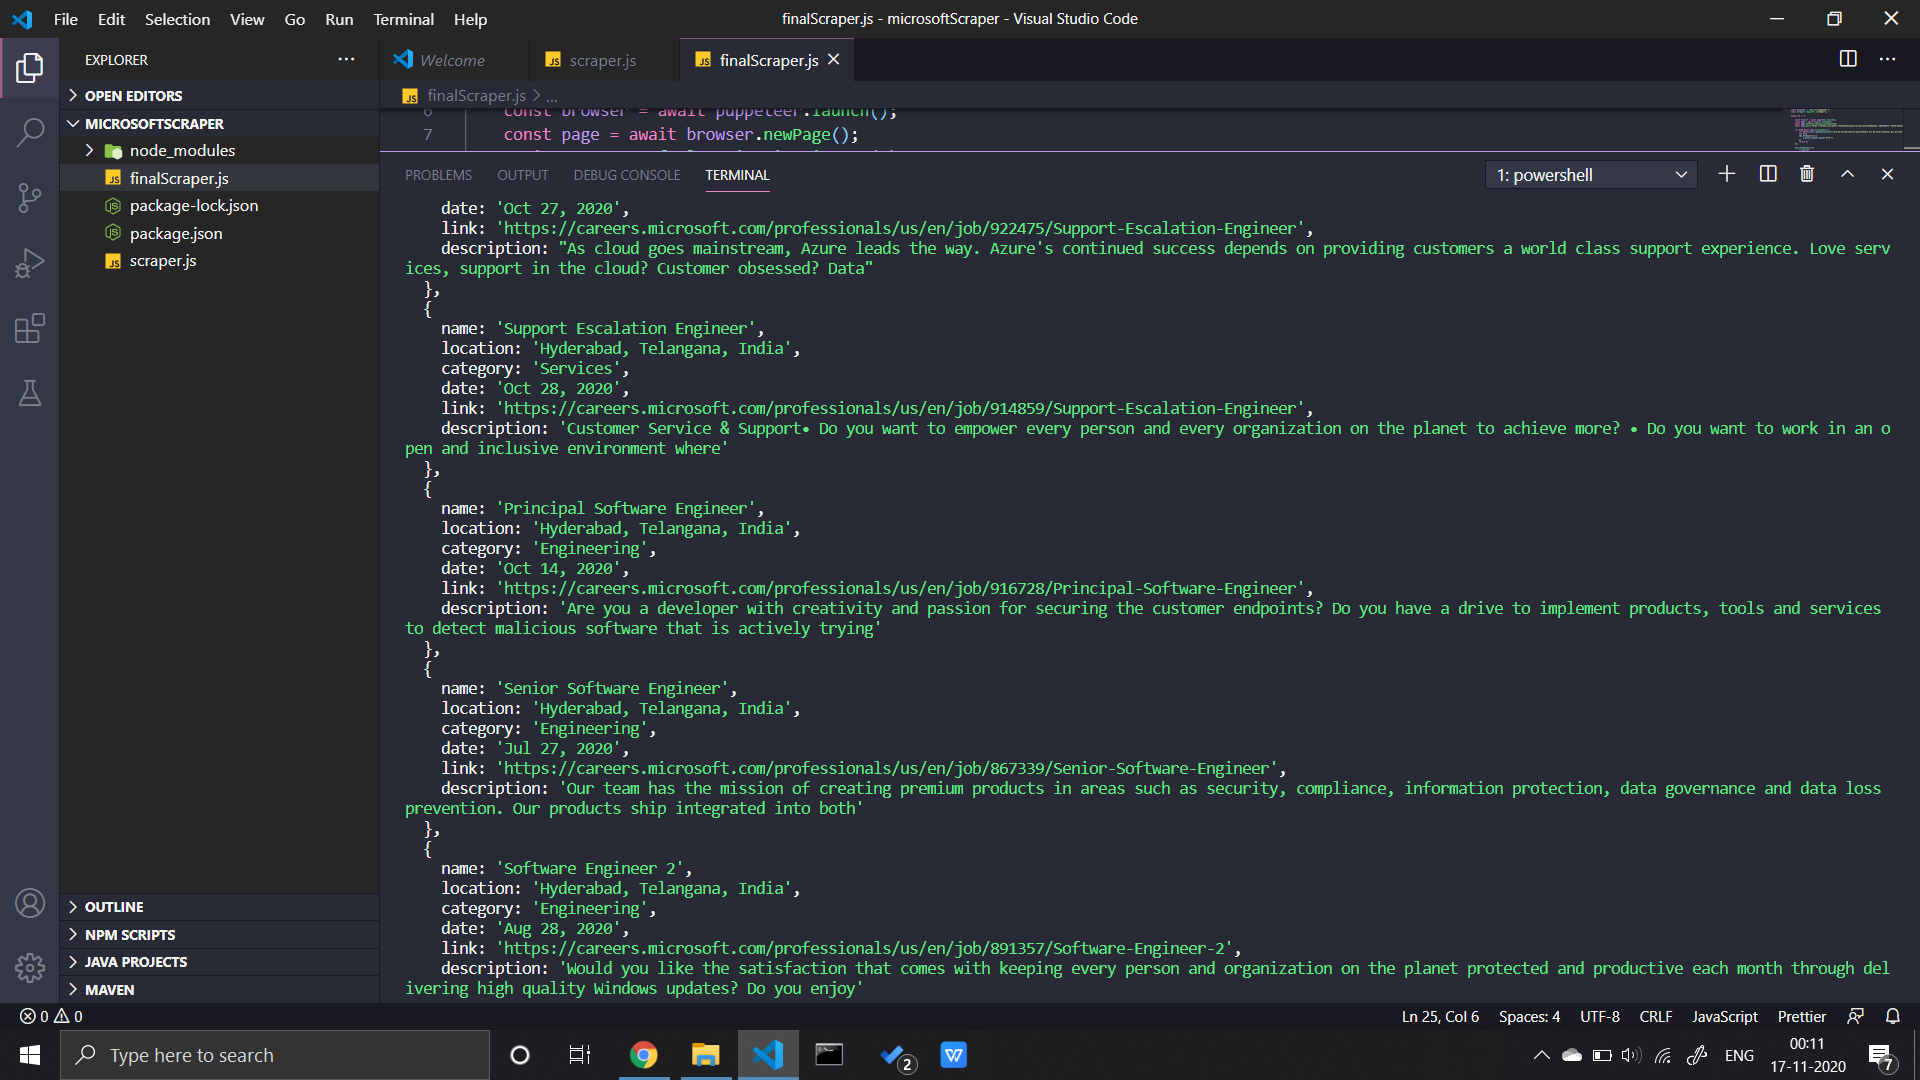 File Edit Selection View Go Run Terminal Help
finalScraper.js - microsoftScraper - Visual Studio Code
EXPLORER
OPEN EDITORS
MICROSOFTSCRAPER
node_modules
finalScraper.js
package-lock.json
package.json
scraper.js
OUTLINE
NPM SCRIPTS
JAVA PROJECTS
MAVEN
Welcome
scraper.js
finalScraper.js
finalScraper.js > ...
6 const browser = await puppeteer.launch();
7 const page = await browser.newPage();
PROBLEMS OUTPUT DEBUG CONSOLE TERMINAL
1: powershell
date: 'Oct 27, 2020',
link: 'https://careers.microsoft.com/professionals/us/en/job/922475/Support-Escalation-Engineer',
description: "As cloud goes mainstream, Azure leads the way. Azure's continued success depends on providing customers a world class support experience. Love serv
ices, support in the cloud? Customer obsessed? Data"
},
{
name: 'Support Escalation Engineer',
location: 'Hyderabad, Telangana, India',
category: 'Services',
date: 'Oct 28, 2020',
link: 'https://careers.microsoft.com/professionals/us/en/job/914859/Support-Escalation-Engineer',
description: 'Customer Service & Support• Do you want to empower every person and every organization on the planet to achieve more? • Do you want to work in an o
pen and inclusive environment where'
},
{
name: 'Principal Software Engineer',
location: 'Hyderabad, Telangana, India',
category: 'Engineering',
date: 'Oct 14, 2020',
link: 'https://careers.microsoft.com/professionals/us/en/job/916728/Principal-Software-Engineer',
description: 'Are you a developer with creativity and passion for securing the customer endpoints? Do you have a drive to implement products, tools and services
to detect malicious software that is actively trying'
},
{
name: 'Senior Software Engineer',
location: 'Hyderabad, Telangana, India',
category: 'Engineering',
date: 'Jul 27, 2020',
link: 'https://careers.microsoft.com/professionals/us/en/job/867339/Senior-Software-Engineer',
description: 'Our team has the mission of creating premium products in areas such as security, compliance, information protection, data governance and data loss
prevention. Our products ship integrated into both'
},
{
name: 'Software Engineer 2',
location: 'Hyderabad, Telangana, India',
category: 'Engineering',
date: 'Aug 28, 2020',
link: 'https://careers.microsoft.com/professionals/us/en/job/891357/Software-Engineer-2',
description: 'Would you like the satisfaction that comes with keeping every person and organization on the planet protected and productive each month through del
ivering high quality Windows updates? Do you enjoy'
0 0
Ln 25, Col 6 Spaces: 4 UTF-8 CRLF JavaScript Prettier
Type here to search
2
ENG
00:11
17-11-2020
7